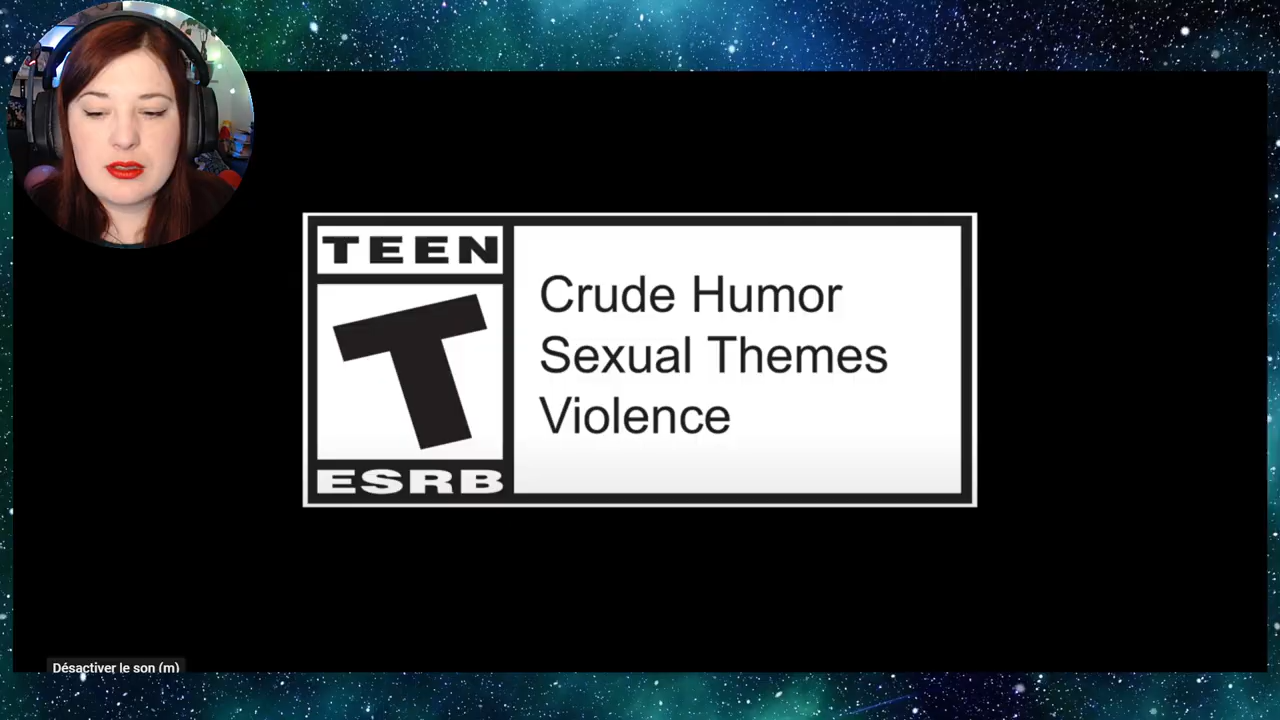 TEEN
T
ESRB
Crude Humor
Sexual Themes
Violence
Désactiver le son (m)